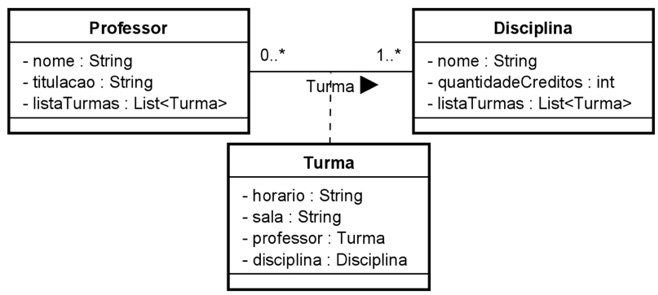 Professor
- nome : String
- titulacao : String
- listaTurmas : List<Turma>
0..*
1..*
Turma ▶
Disciplina
- nome : String
- quantidadeCreditos : int
- listaTurmas : List<Turma>
Turma
- horario : String
- sala : String
- professor : Turma
- disciplina : Disciplina